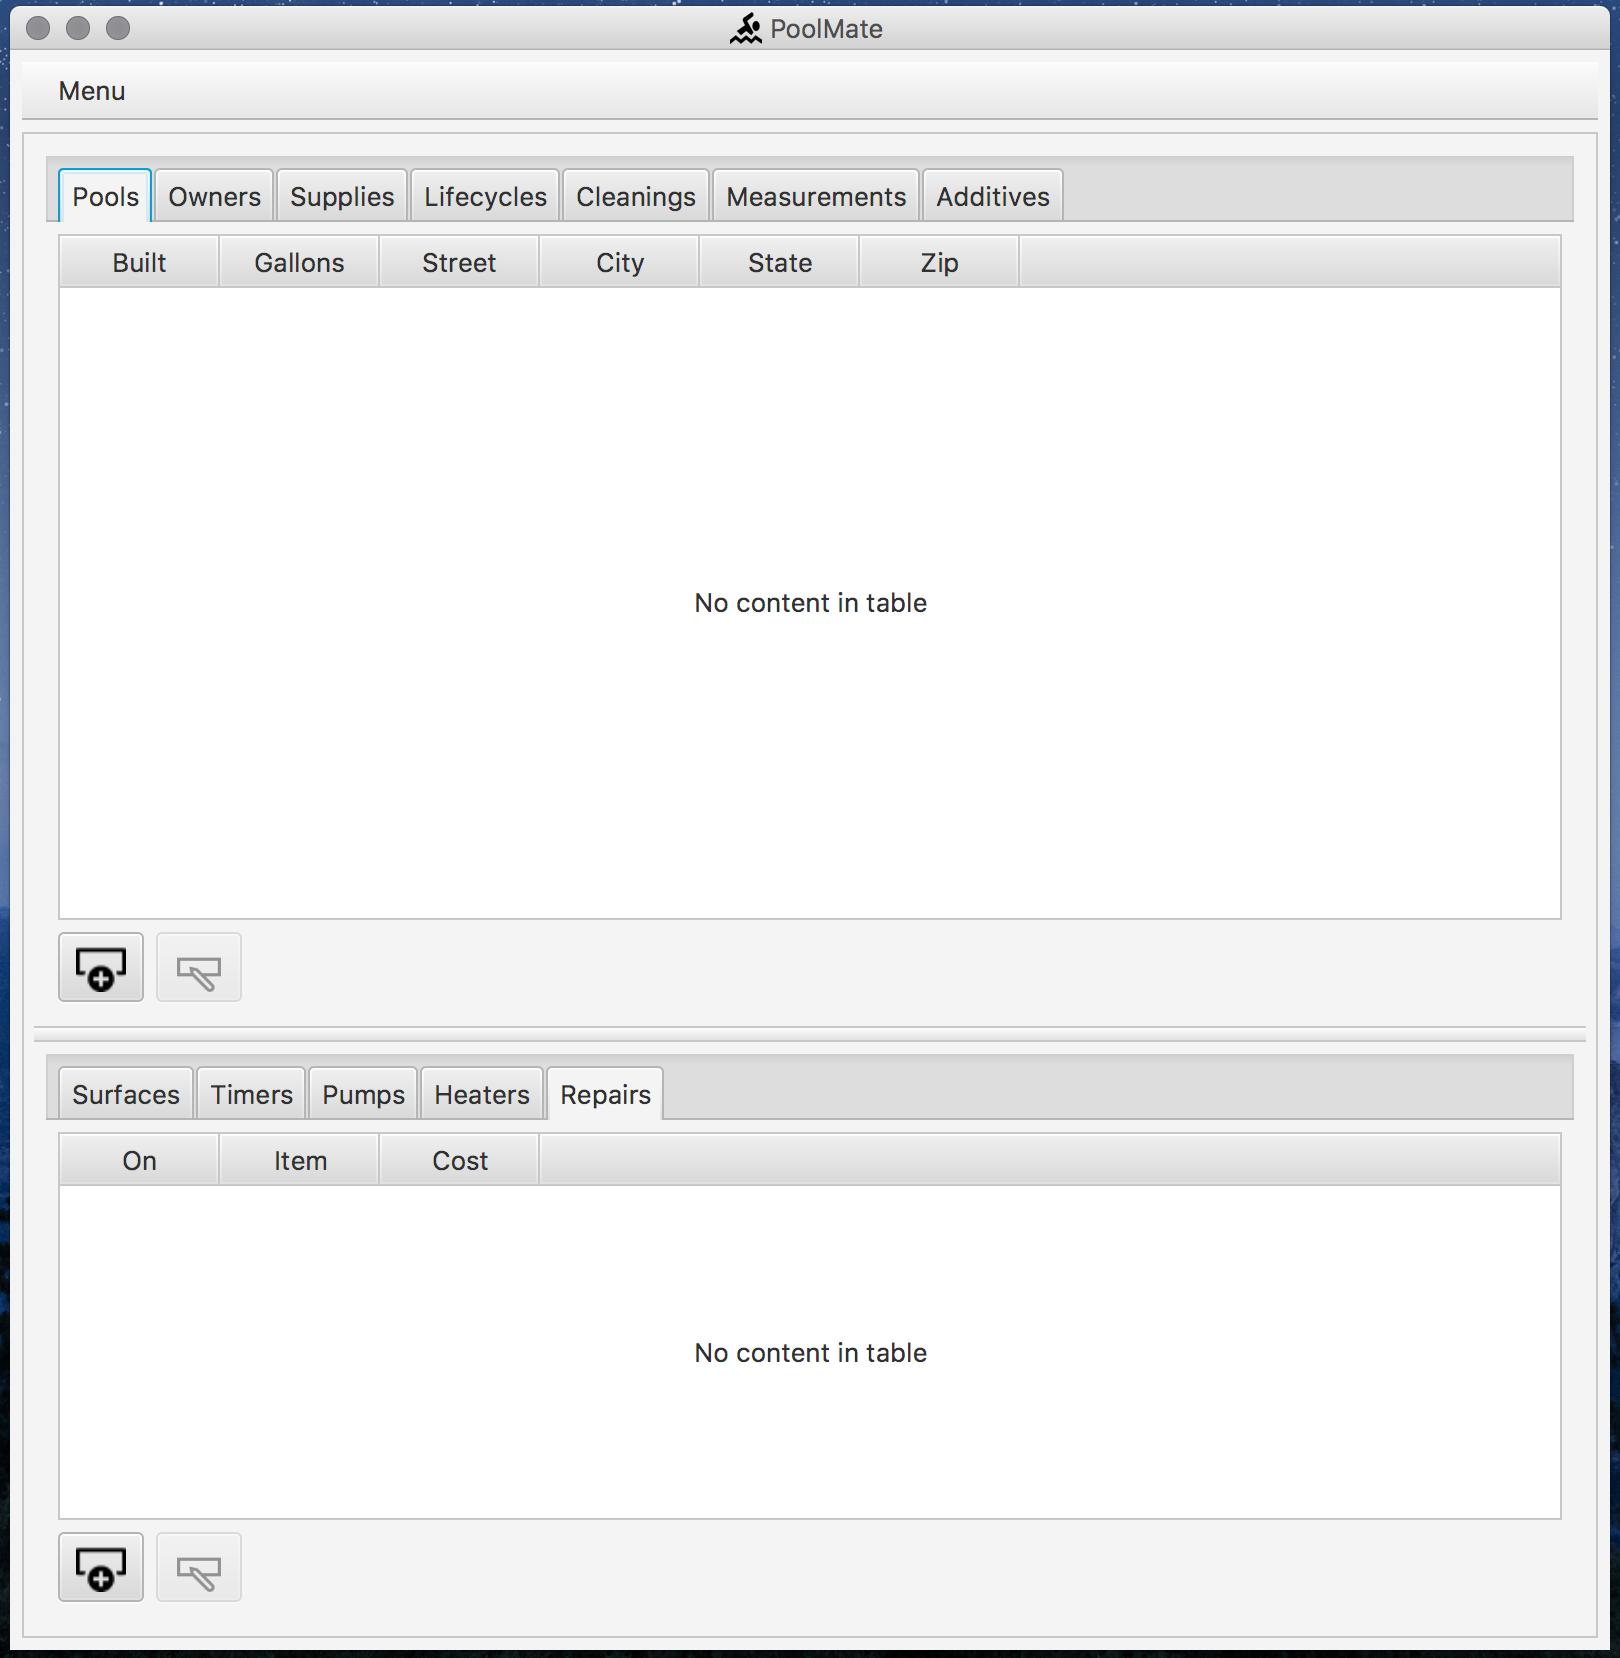 PoolMate
Menu
Pools Owners Supplies Lifecycles Cleanings Measurements Additives
Built Gallons Street City State Zip
No content in table
Surfaces Timers Pumps Heaters Repairs
On Item Cost
No content in table